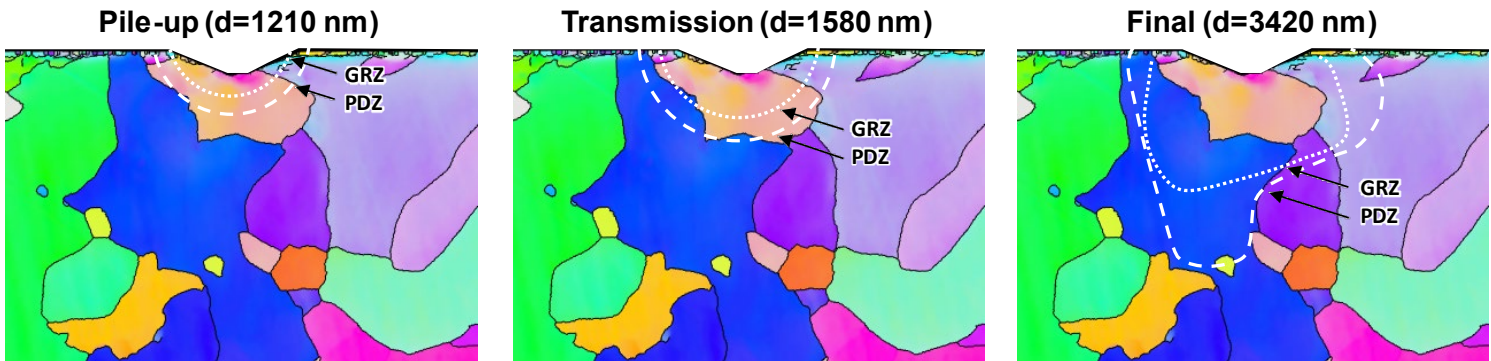 Pile-up (d=1210 nm)
GRZ
PDZ
Transmission (d=1580 nm)
GRZ
PDZ
Final (d=3420 nm)
GRZ
PDZ